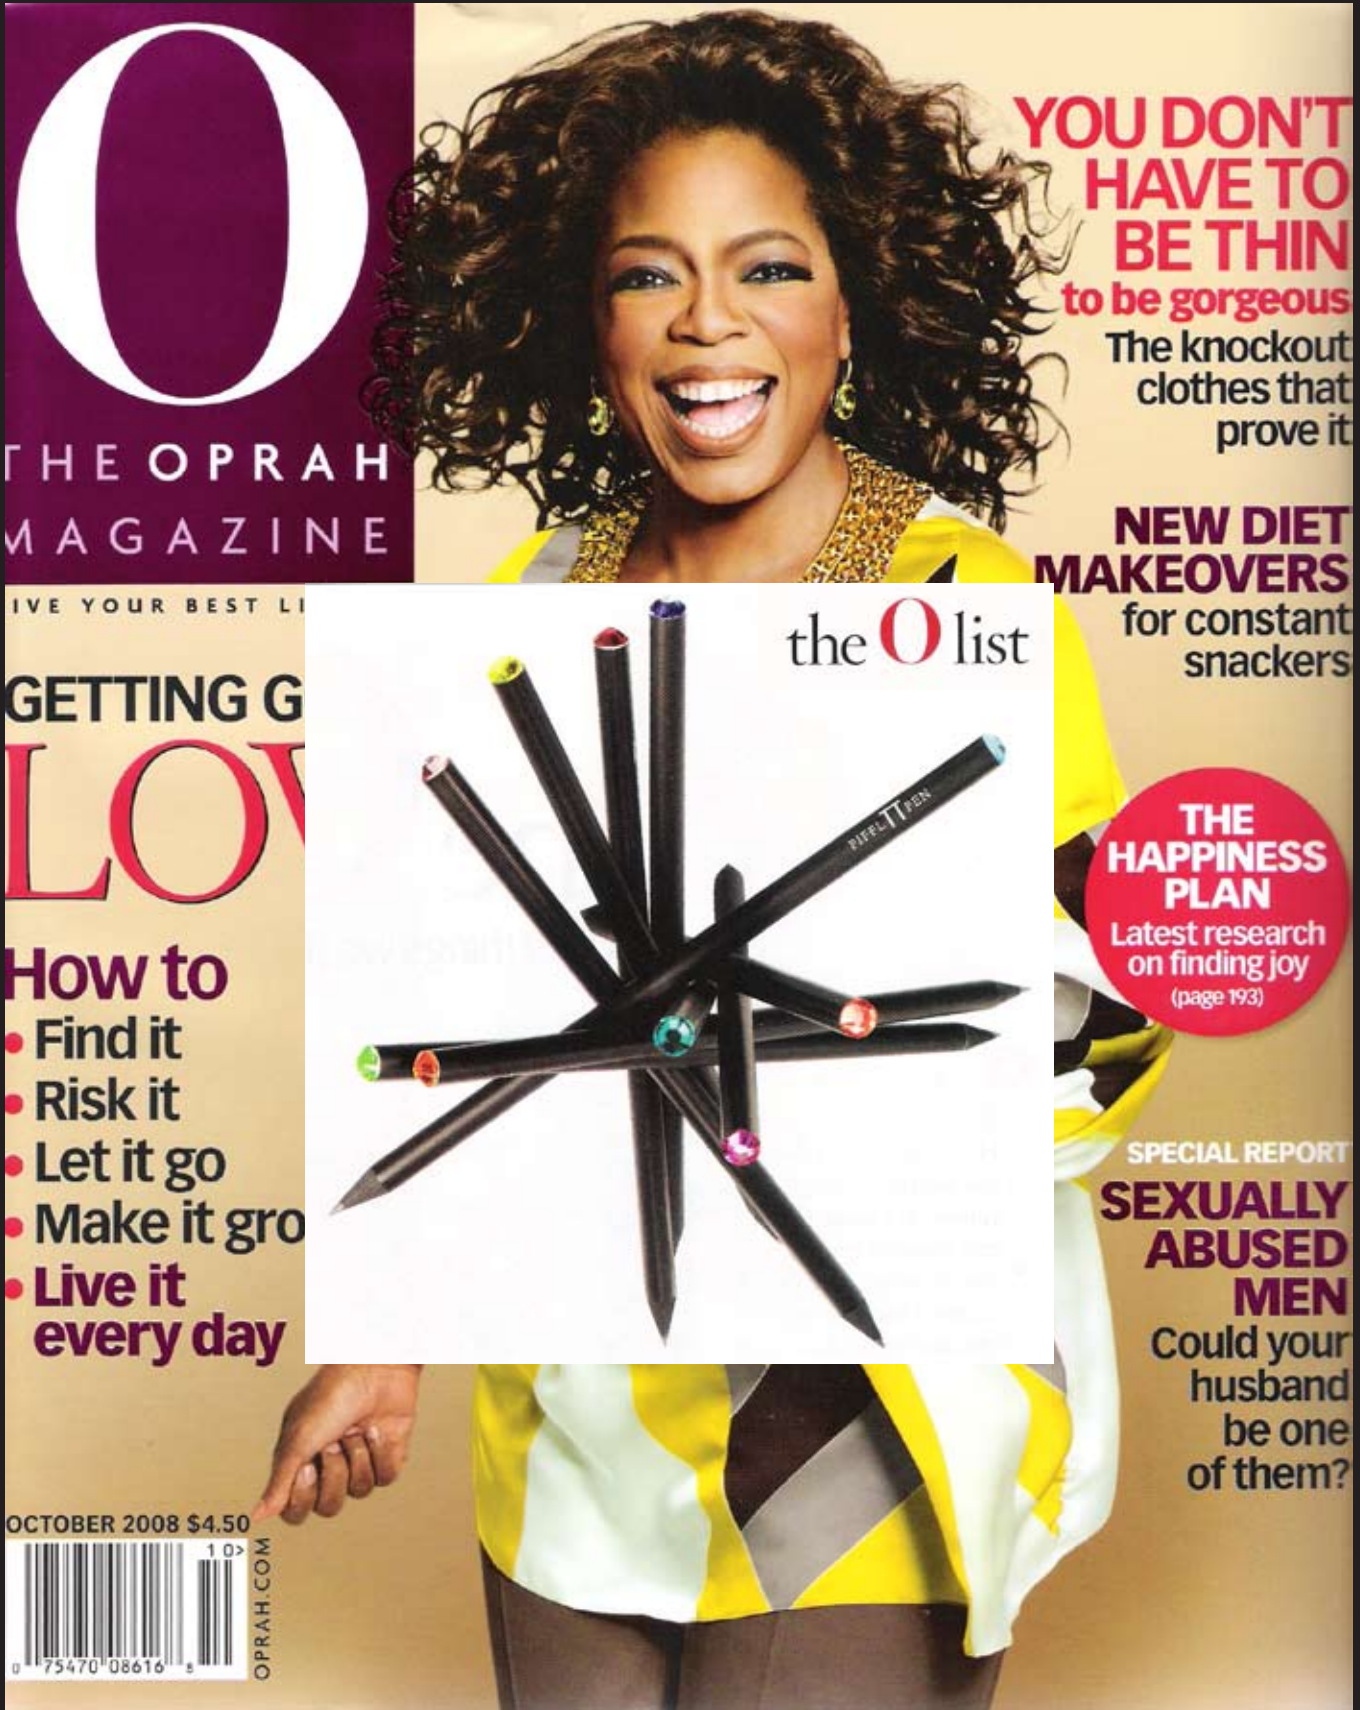 O
THE OPRAH
MAGAZINE
IVE YOUR BEST LI
GETTING G
LOV
How to
• Find it
• Risk it
• Let it go
• Make it gro
• Live it
every day
OCTOBER 2008 $4.50
10>
0 75470 08616 8
OPRAH.COM
the O list
PIFFLTTPEN
YOU DON'T
HAVE TO
BE THIN
to be gorgeous
The knockout
clothes that
prove it
NEW DIET
MAKEOVERS
for constant
snackers
THE
HAPPINESS
PLAN
Latest research
on finding joy
(page 193)
SPECIAL REPORT
SEXUALLY
ABUSED
MEN
Could your
husband
be one
of them?